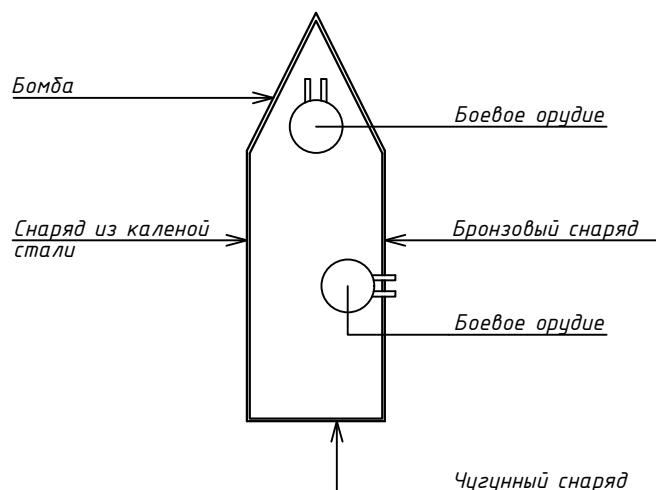 Бомба
Боевое орудие
Снаряд из каленой
стали
Бронзовый снаряд
Боевое орудие
Чугунный снаряд